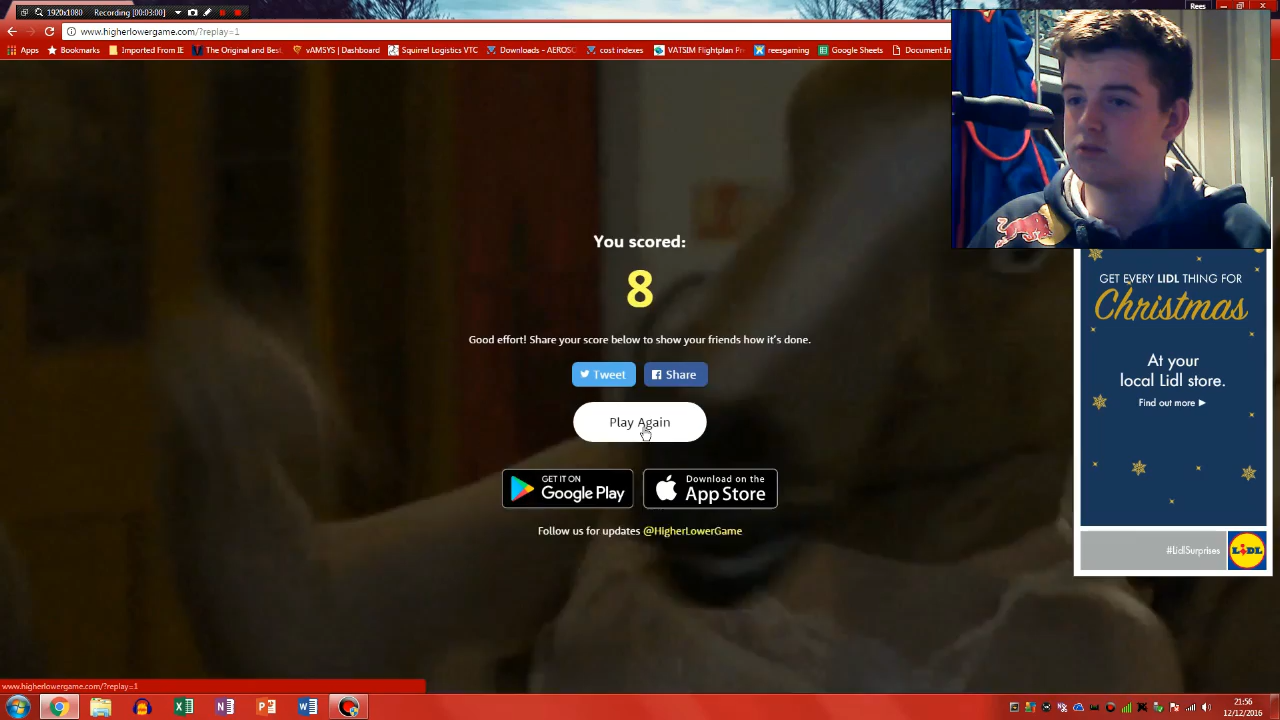 1920x1080 Recording [00:03:00]
Rees
www.higherlowergame.com/?replay=1
Apps Bookmarks Imported From IE The Original and Best vAMSYS | Dashboard Squirrel Logistics VTC Downloads - AEROS cost indexes VATSIM Flightplan Pr reesgaming Google Sheets Document In
You scored:
8
Good effort! Share your score below to show your friends how it's done.
Tweet Share
Play Again
GET IT ON
Google Play
Download on the
App Store
Follow us for updates @HigherLowerGame
GET EVERY LIDL THING FOR
Christmas
At your
local Lidl store.
Find out more
#LidlSurprises LiDL
www.higherlowergame.com/?replay=1
21:56
12/12/2016